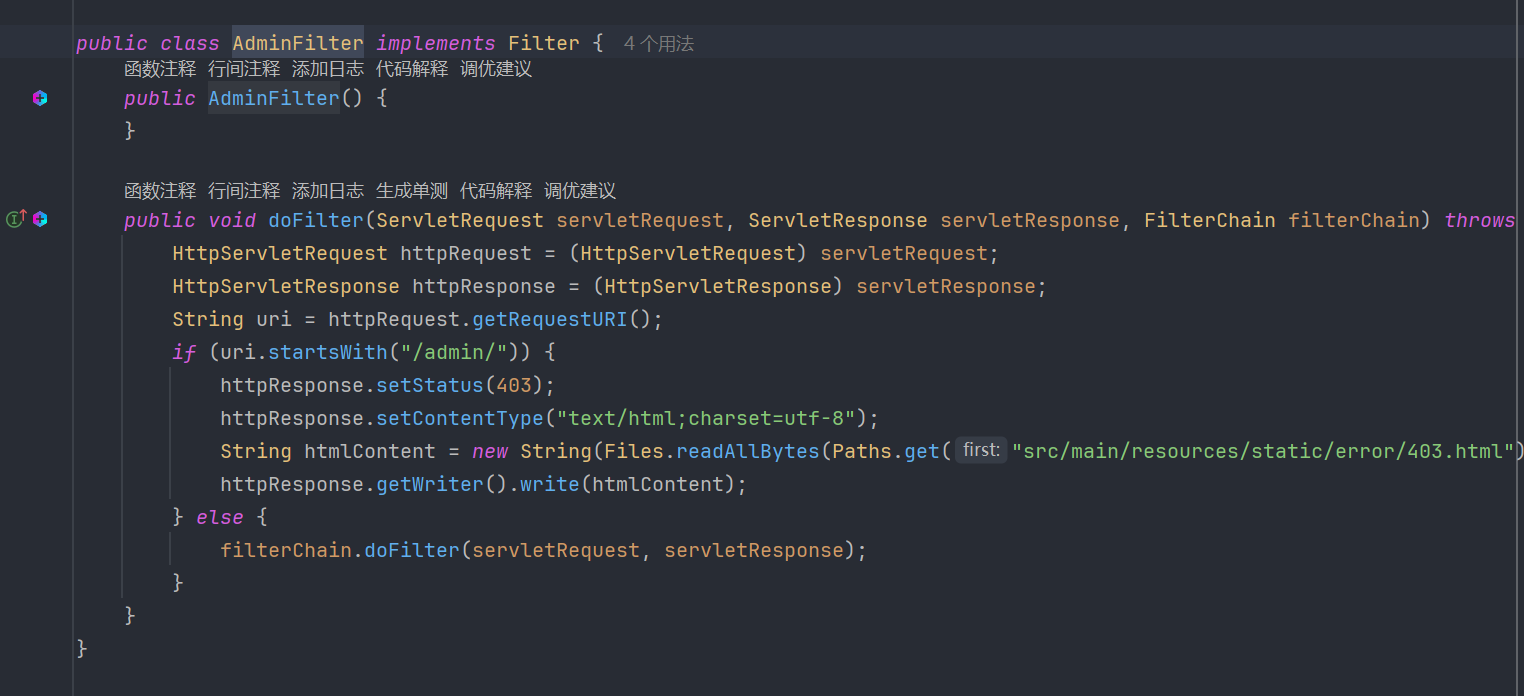 public class AdminFilter implements Filter { 4 个用法
函数注释 行间注释 添加日志 代码解释 调优建议
public AdminFilter() {
}
函数注释 行间注释 添加日志 生成单测 代码解释 调优建议
public void doFilter(ServletRequest servletRequest, ServletResponse servletResponse, FilterChain filterChain) throws
HttpServletRequest httpRequest = (HttpServletRequest) servletRequest;
HttpServletResponse httpResponse = (HttpServletResponse) servletResponse;
String uri = httpRequest.getRequestURI();
if (uri.startsWith("/admin/")) {
httpResponse.setStatus(403);
httpResponse.setContentType("text/html;charset=utf-8");
String htmlContent = new String(Files.readAllBytes(Paths.get( first: "src/main/resources/static/error/403.html")
httpResponse.getWriter().write(htmlContent);
} else {
filterChain.doFilter(servletRequest, servletResponse);
}
}
}